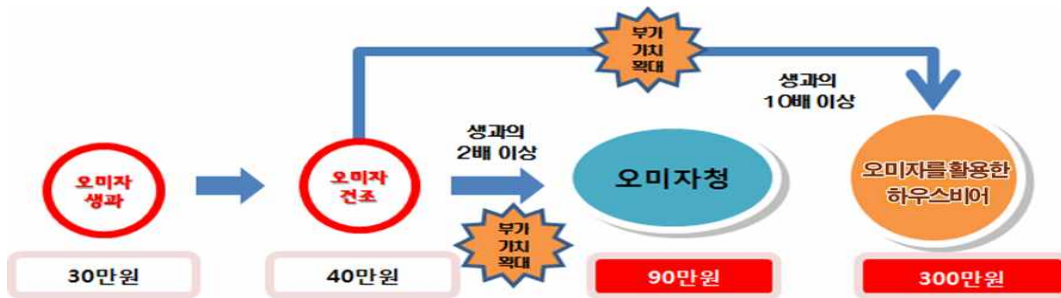 부가
가치
확대
생과의
10배 이상
생과의
2배 이상
오미자
생과
오미자
건조
오미자청
오미자를활용한
하우스비어
부가
가치
확대
30만원
40만원
90만원
300만원